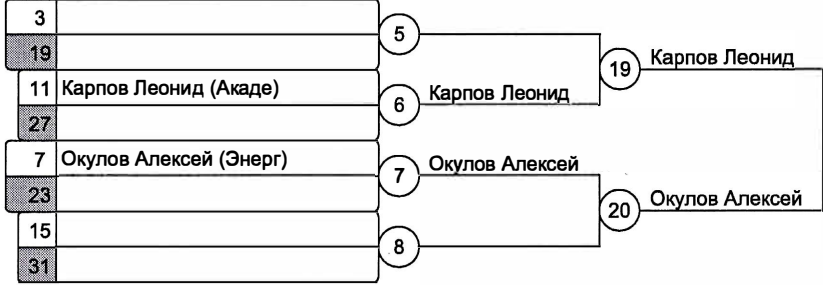 3
5
19
19 Карпов Леонид
11 Карпов Леонид (Акаде)
6 Карпов Леонид
27
7 Окулов Алексей (Энерг)
7 Окулов Алексей
23
20 Окулов Алексей
15
8
31